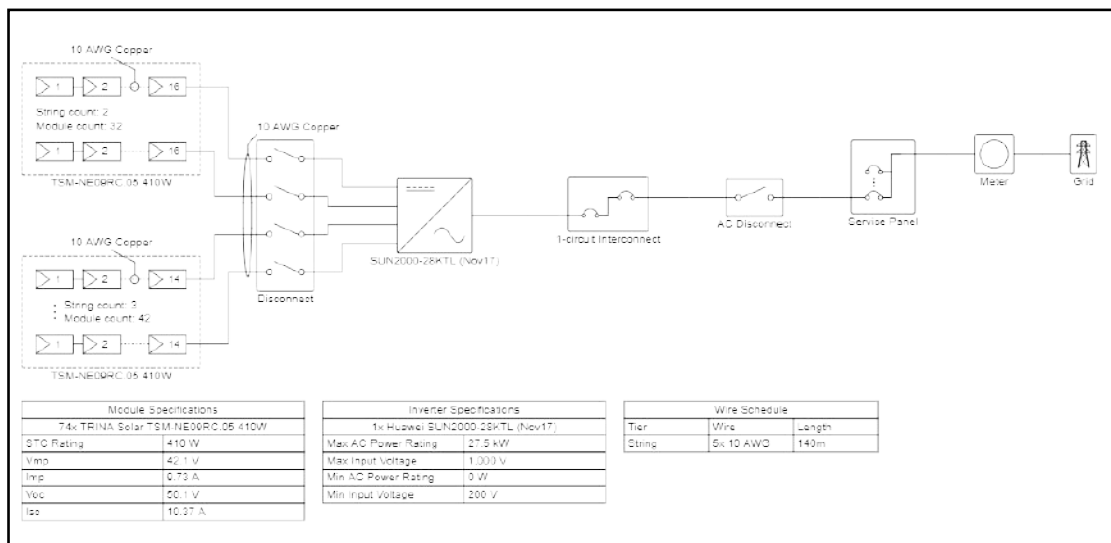 10 AWG Copper
1 2 16
String count: 2
Module count: 32
1 2 16
TSM-NE09RC.05 410W
10 AWG Copper
10 AWG Copper
1 2 14
String count: 3
Module count: 42
1 2 14
TSM-NE09RC.05 410W
Disconnect
SUN2000-28KTL (Nov17)
1-circuit Interconnect
AC Disconnect
Service Panel
Meter
Grid
Module Specifications
74x TRINA Solar TSM-NE09RC.05 410W
STC Rating 410 W
Vmp 42.1 V
Imp 9.73 A
Voc 50.1 V
Isc 10.37 A
Inverter Specifications
1x Huawei SUN2000-28KTL (Nov17)
Max AC Power Rating 27.5 kW
Max Input Voltage 1,000 V
Min AC Power Rating 0 W
Min Input Voltage 200 V
Wire Schedule
Tier Wire Length
String 5x 10 AWG 140m